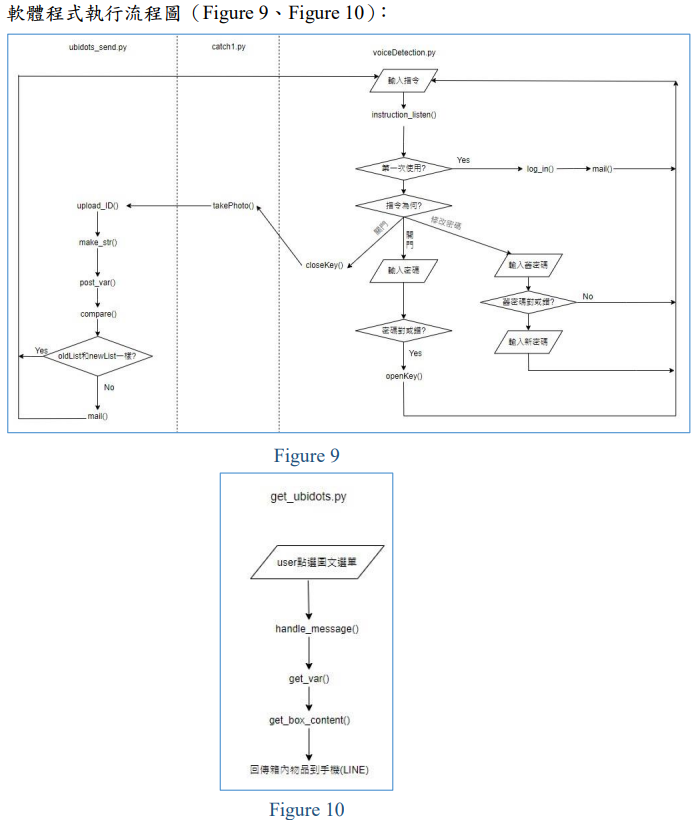 軟體程式執行流程圖（Figure 9、Figure 10）：
ubidots_send.py
catch1.py
voiceDetection.py
輸入指令
instruction_listen()
第一次使用?
Yes
log_in()
mail()
指令為何?
關門
開門
修改密碼
upload_ID()
takePhoto()
closeKey()
make_str()
post_var()
compare()
oldList和newList一樣?
Yes
No
mail()
輸入密碼
密碼對或錯?
Yes
openKey()
輸入舊密碼
舊密碼對或錯?
No
輸入新密碼
Figure 9
get_ubidots.py
user點選圖文選單
handle_message()
get_var()
get_box_content()
回傳箱內物品到手機(LINE)
Figure 10